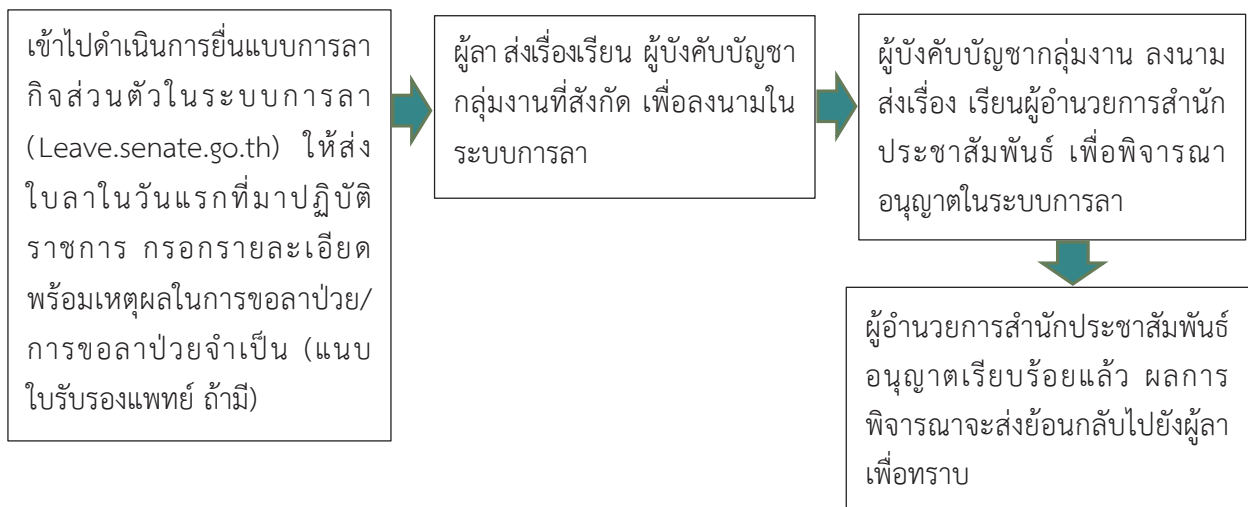 เข้าไปดำเนินการยื่นแบบการลา
กิจส่วนตัวในระบบการลา
(Leave.senate.go.th) ให้ส่ง
ใบลาในวันแรกที่มาปฏิบัติ
ราชการ กรอกรายละเอียด
พร้อมเหตุผลในการขอลาป่วย/
การขอลาป่วยจำเป็น (แนบ
ใบรับรองแพทย์ ถ้ามี)
ผู้ลา ส่งเรื่องเรียน ผู้บังคับบัญชา
กลุ่มงานที่สังกัด เพื่อลงนามใน
ระบบการลา
ผู้บังคับบัญชากลุ่มงาน ลงนาม
ส่งเรื่อง เรียนผู้อำนวยการสำนัก
ประชาสัมพันธ์ เพื่อพิจารณา
อนุญาตในระบบการลา
ผู้อำนวยการสำนักประชาสัมพันธ์
อนุญาตเรียบร้อยแล้ว ผลการ
พิจารณาจะส่งย้อนกลับไปยังผู้ลา
เพื่อทราบ